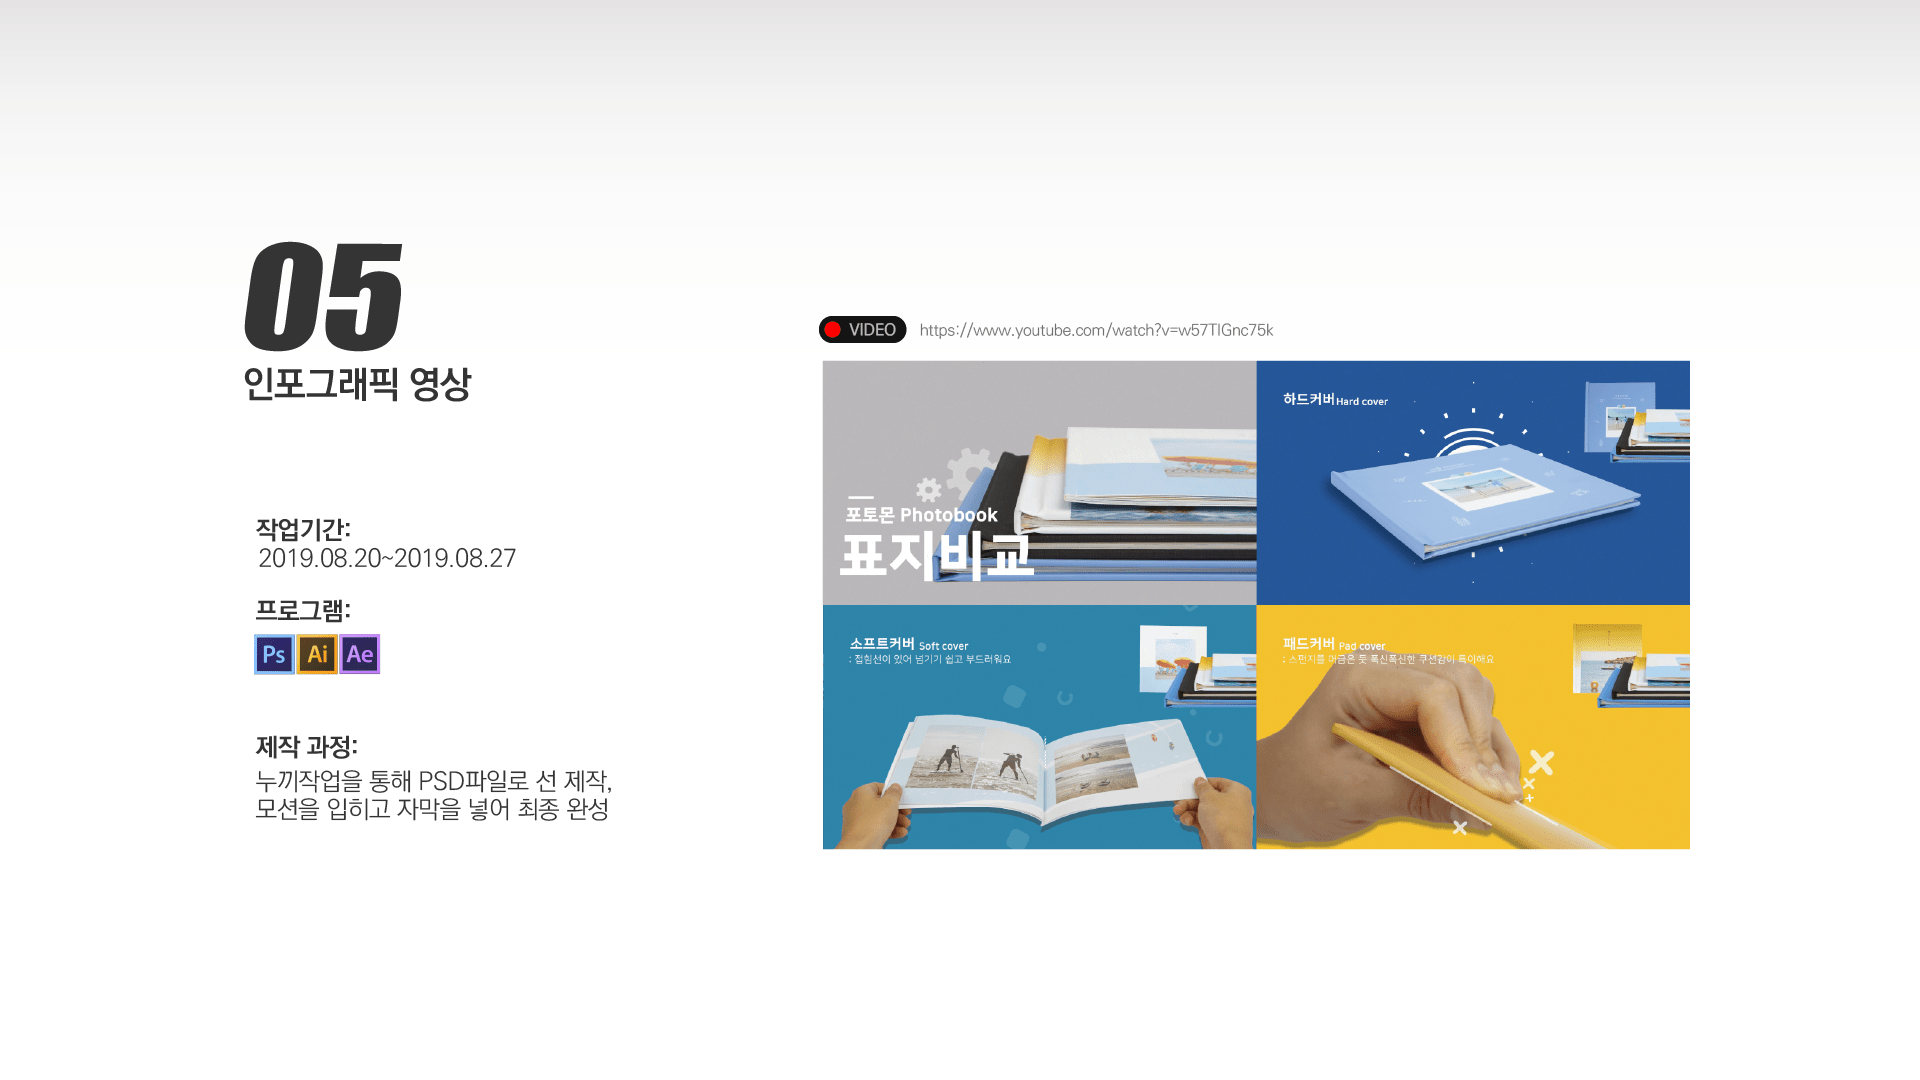 05
인포그래픽 영상
작업기간:
2019.08.20~2019.08.27
프로그램:
Ps Ai Ae
제작 과정:
누끼작업을 통해 PSD파일로 선 제작,
모션을 입히고 자막을 넣어 최종 완성
VIDEO https://www.youtube.com/watch?v=w57TIGnc75k
포토몬 Photobook
표지비교
하드커버 Hard cover
소프트커버 Soft cover
: 접힘선이 있어 넘기기 쉽고 부드러워요
패드커버 Pad cover
: 스펀지를 머금은 듯 폭신폭신한 쿠션감이 특이해요